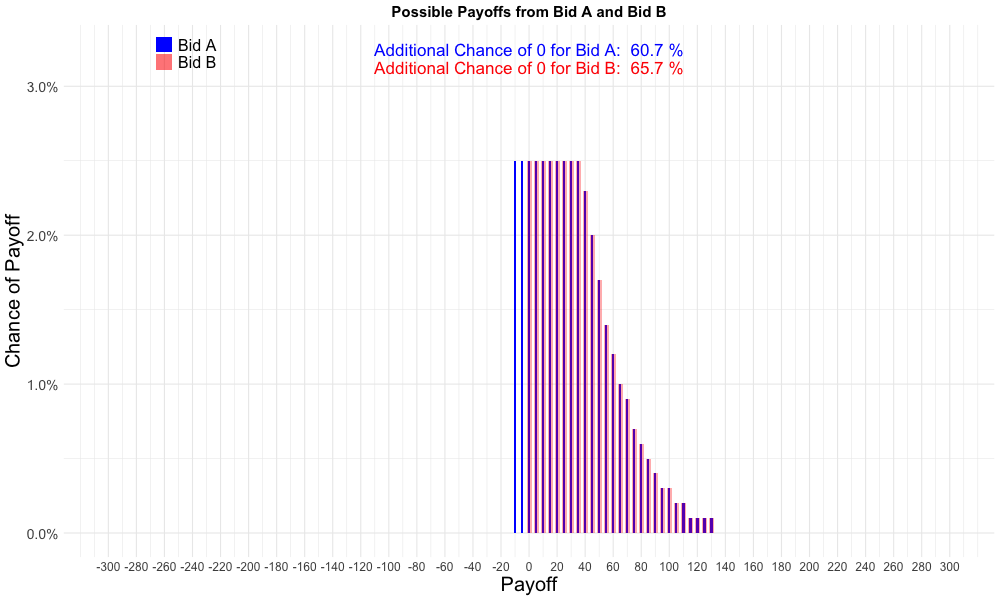 Possible Payoffs from Bid A and Bid B
Bid A
Bid B
Additional Chance of 0 for Bid A:  60.7 %
Additional Chance of 0 for Bid B:  65.7 %
Chance of Payoff
3.0%
2.0%
1.0%
0.0%
-300 -280 -260 -240 -220 -200 -180 -160 -140 -120 -100 -80 -60 -40 -20 0 20 40 60 80 100 120 140 160 180 200 220 240 260 280 300
Payoff